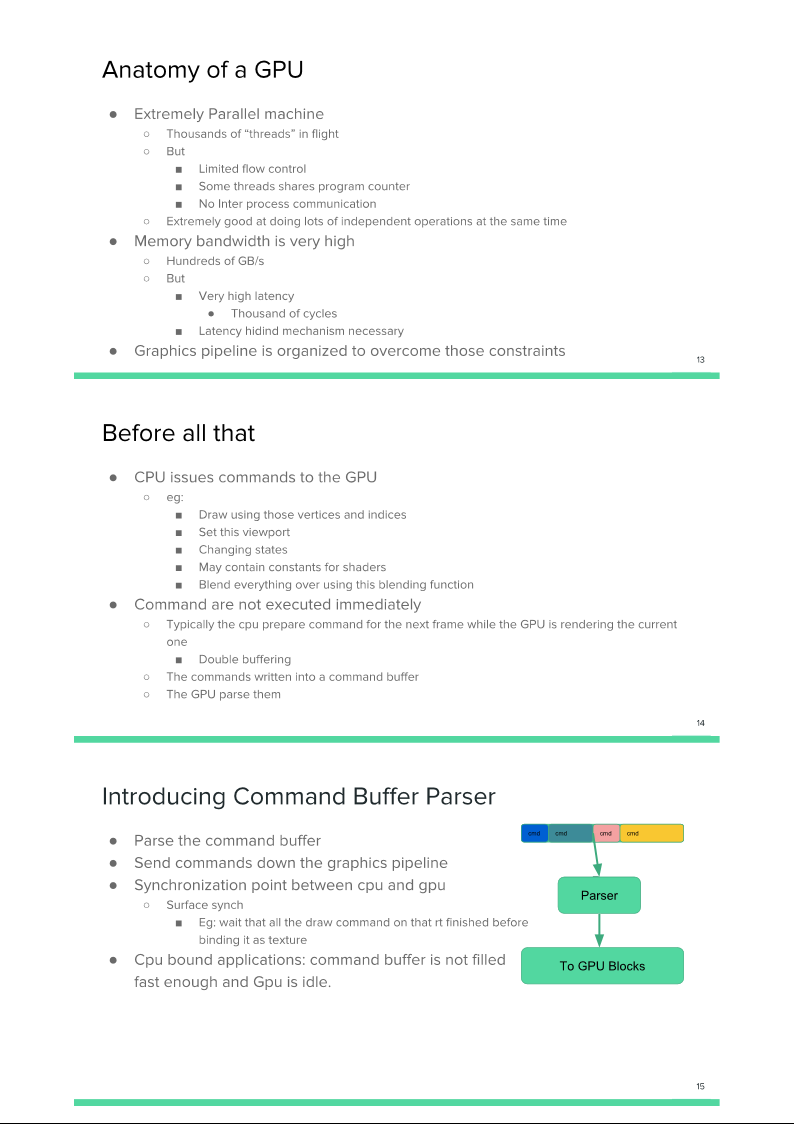 Anatomy of a GPU
● Extremely Parallel machine
○ Thousands of “threads” in flight
○ But
■ Limited flow control
■ Some threads shares program counter
■ No Inter process communication
○ Extremely good at doing lots of independent operations at the same time
● Memory bandwidth is very high
○ Hundreds of GB/s
○ But
■ Very high latency
● Thousand of cycles
■ Latency hidind mechanism necessary
● Graphics pipeline is organized to overcome those constraints
13
Before all that
● CPU issues commands to the GPU
○ eg:
■ Draw using those vertices and indices
■ Set this viewport
■ Changing states
■ May contain constants for shaders
■ Blend everything over using this blending function
● Command are not executed immediately
○ Typically the cpu prepare command for the next frame while the GPU is rendering the current
one
■ Double buffering
○ The commands written into a command buffer
○ The GPU parse them
14
Introducing Command Buffer Parser
● Parse the command buffer
● Send commands down the graphics pipeline
● Synchronization point between cpu and gpu
○ Surface synch
■ Eg: wait that all the draw command on that rt finished before
binding it as texture
● Cpu bound applications: command buffer is not filled
fast enough and Gpu is idle.
cmd cmd cmd cmd
Parser
To GPU Blocks
15